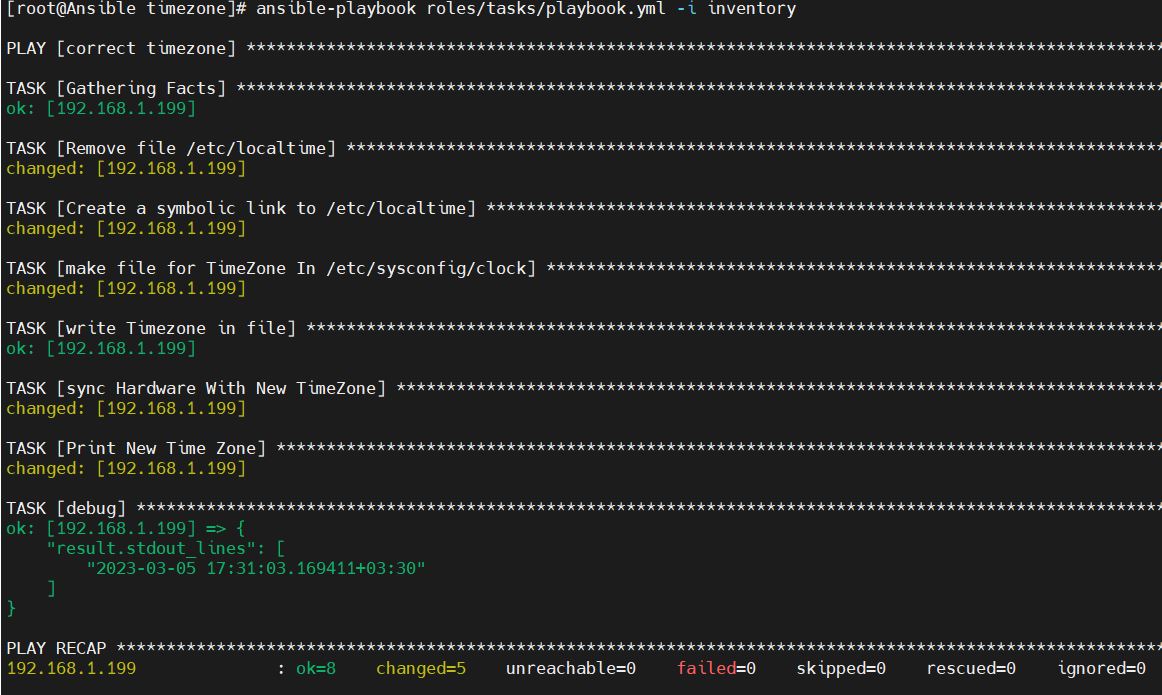 [root@Ansible timezone]# ansible-playbook roles/tasks/playbook.yml -i inventory
PLAY [correct timezone] ********************************************************************************************
TASK [Gathering Facts] *********************************************************************************************
ok: [192.168.1.199]
TASK [Remove file /etc/localtime] **********************************************************************************
changed: [192.168.1.199]
TASK [Create a symbolic link to /etc/localtime] ********************************************************************
changed: [192.168.1.199]
TASK [make file for TimeZone In /etc/sysconfig/clock] **************************************************************
changed: [192.168.1.199]
TASK [write Timezone in file] **************************************************************************************
ok: [192.168.1.199]
TASK [sync Hardware With New TimeZone] *****************************************************************************
changed: [192.168.1.199]
TASK [Print New Time Zone] *****************************************************************************************
changed: [192.168.1.199]
TASK [debug] *******************************************************************************************************
ok: [192.168.1.199] => {
    "result.stdout_lines": [
        "2023-03-05 17:31:03.169411+03:30"
    ]
}
PLAY RECAP *********************************************************************************************************
192.168.1.199              : ok=8    changed=5    unreachable=0    failed=0    skipped=0    rescued=0    ignored=0